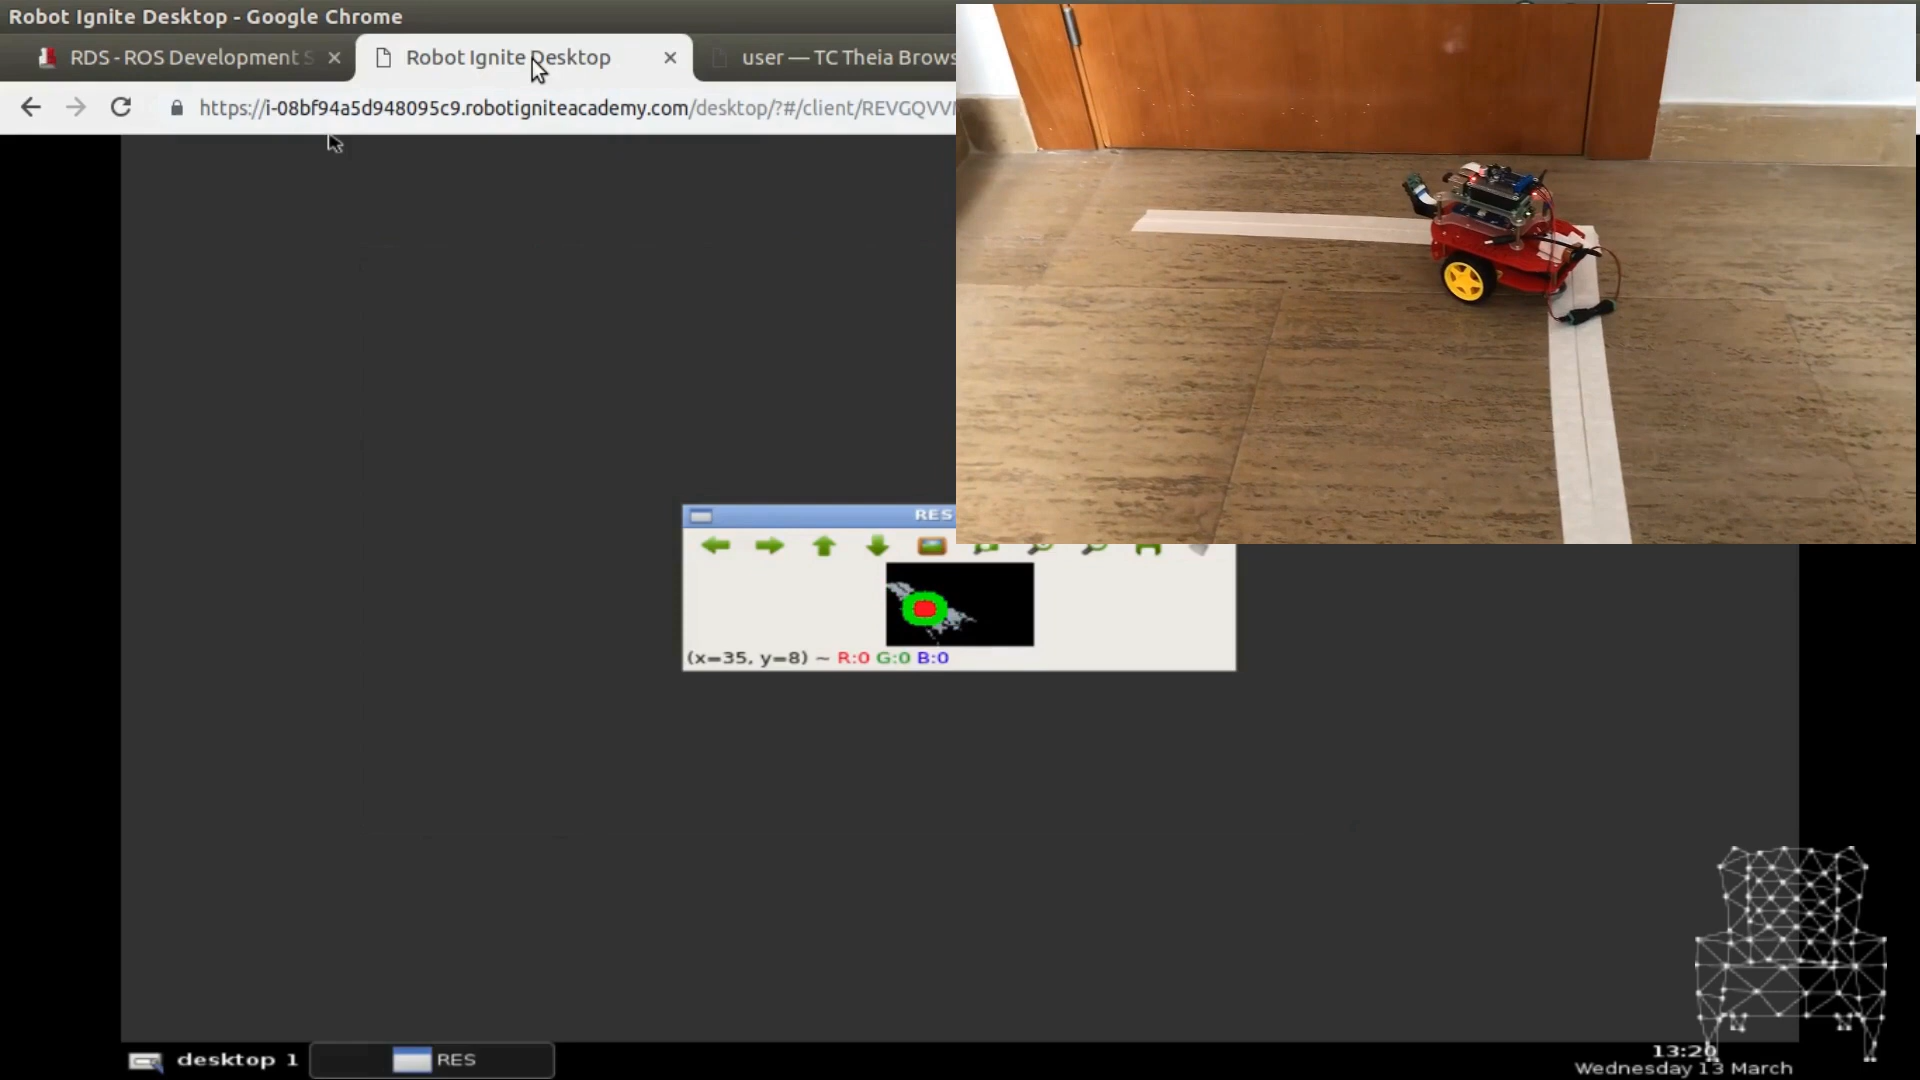 Robot Ignite Desktop - Google Chrome
RDS - ROS Development S
Robot Ignite Desktop
user — TC Theia Brows
https://i-08bf94a5d948095c9.robotigniteacademy.com/desktop/?#/client/REVGQVV
RES
(x=35, y=8) ~ R:0 G:0 B:0
desktop 1
RES
13:20
Wednesday 13 March